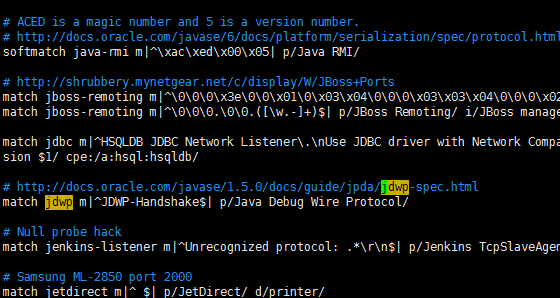 # ACED is a magic number and 5 is a version number.
# http://docs.oracle.com/javase/6/docs/platform/serialization/spec/protocol.html
softmatch java-rmi m|^\xac\xed\x00\x05| p/Java RMI/
# http://shrubbery.mynetgear.net/c/display/W/JBoss+Ports
match jboss-remoting m|^\0\0\0\x3e\0\0\x01\0\x03\x04\0\0\0\x03\x03\x04\0\0\0\x02
match jboss-remoting m|^\0\0\0.\0\0.([\w.-]+)$| p/JBoss Remoting/ i/JBoss manage
match jdbc m|^HSQLDB JDBC Network Listener\.\nUse JDBC driver with Network Compa
sion $1/ cpe:/a:hsql:hsqldb/
# http://docs.oracle.com/javase/1.5.0/docs/guide/jpda/jdwp-spec.html
match jdwp m|^JDWP-Handshake$| p/Java Debug Wire Protocol/
# Null probe hack
match jenkins-listener m|^Unrecognized protocol: .*\r\n$| p/Jenkins TcpSlaveAgen
# Samsung ML-2850 port 2000
match jetdirect m|^ $| p/JetDirect/ d/printer/